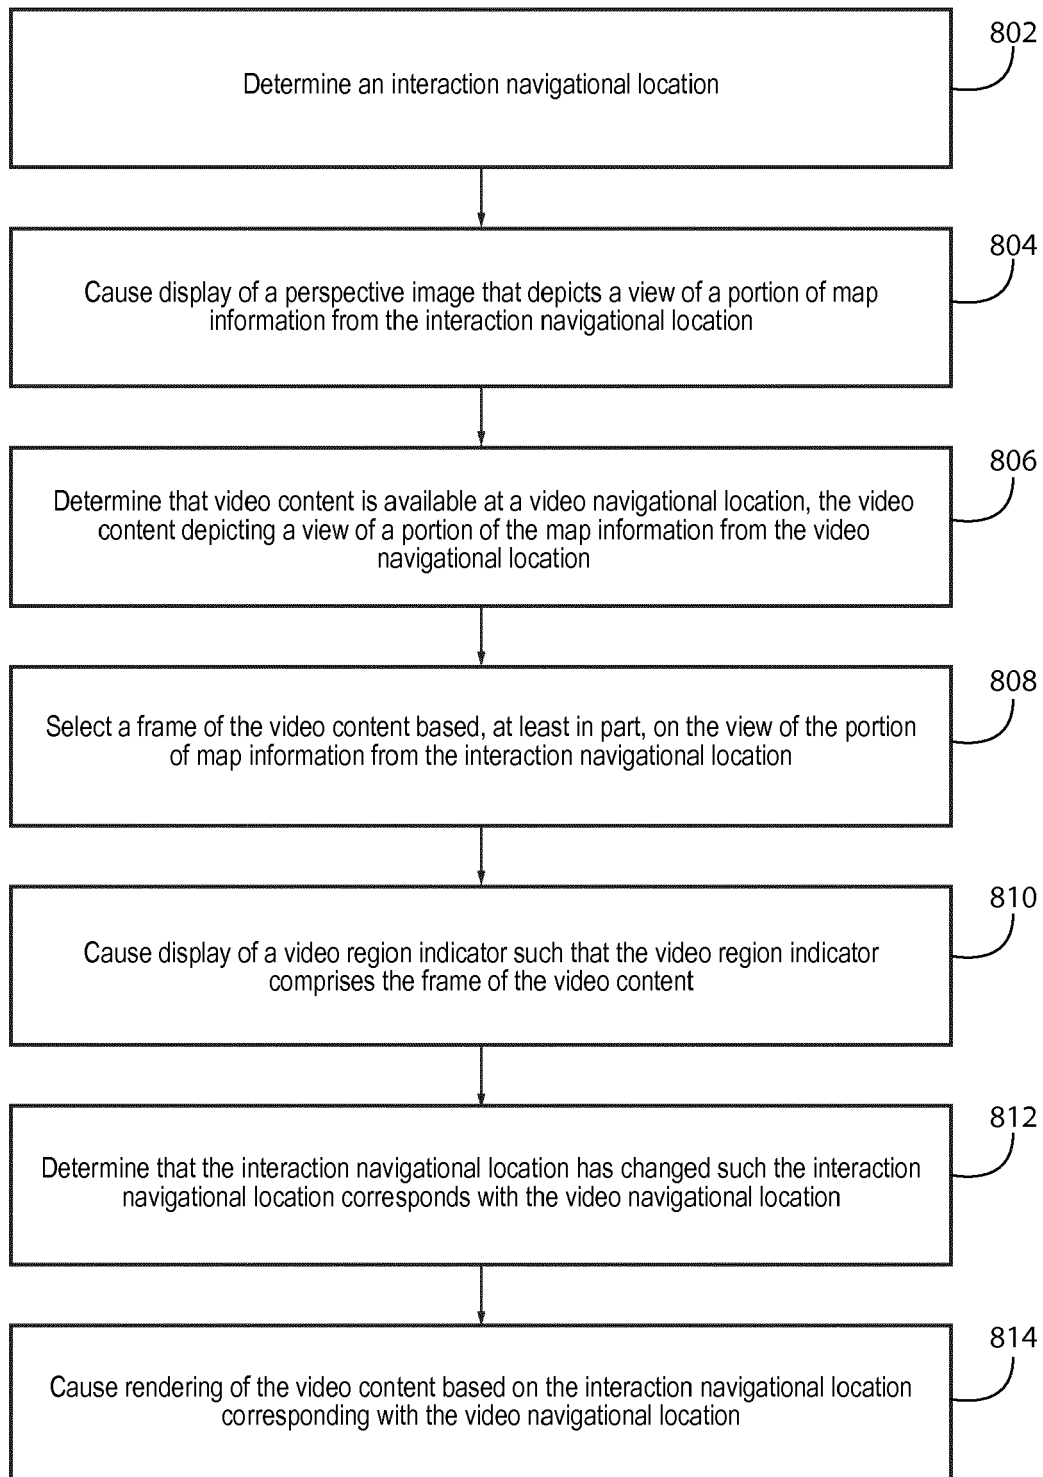 802
Determine an interaction navigational location
804
Cause display of a perspective image that depicts a view of a portion of map
information from the interaction navigational location
806
Determine that video content is available at a video navigational location, the video
content depicting a view of a portion of the map information from the video
navigational location
808
Select a frame of the video content based, at least in part, on the view of the portion
of map information from the interaction navigational location
810
Cause display of a video region indicator such that the video region indicator
comprises the frame of the video content
812
Determine that the interaction navigational location has changed such the interaction
navigational location corresponds with the video navigational location
814
Cause rendering of the video content based on the interaction navigational location
corresponding with the video navigational location